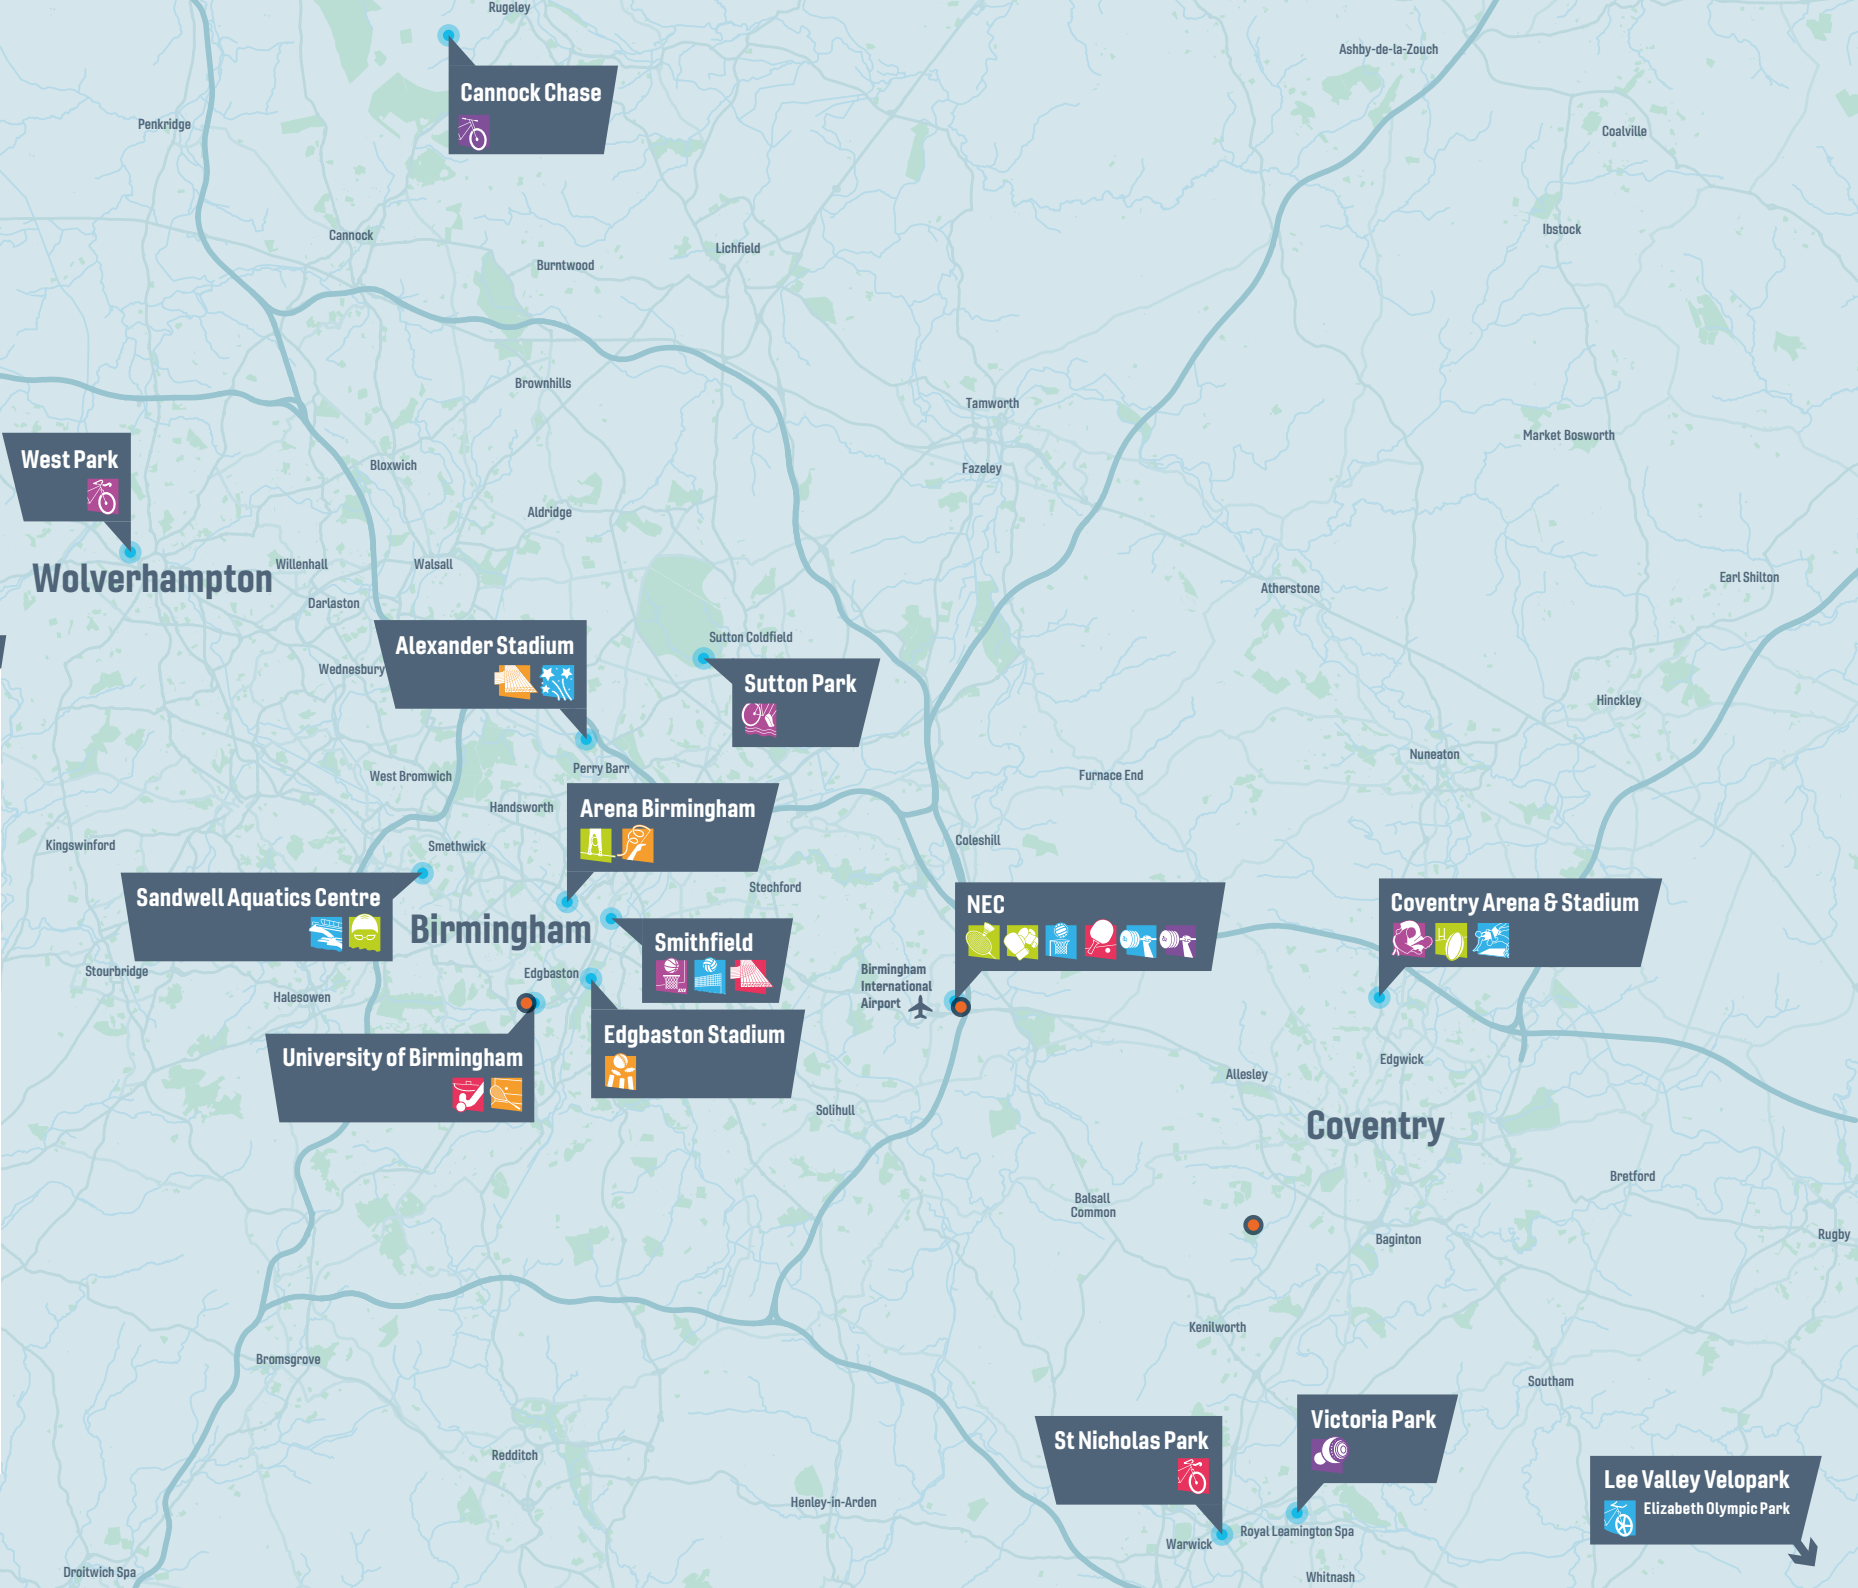 Rugeley
Ashby-de-la-Zouch
Cannock Chase
Penkridge
Coalville
Cannock
Lichfield
Ibstock
Burntwood
Brownhills
Tamworth
Market Bosworth
West Park
Bloxwich
Fazeley
Aldridge
Wolverhampton
Willenhall
Walsall
Earl Shilton
Atherstone
Darlaston
Alexander Stadium
Sutton Coldfield
Wednesbury
Sutton Park
Hinckley
Nuneaton
Perry Barr
West Bromwich
Furnace End
Handsworth
Arena Birmingham
Kingswinford
Smethwick
Coleshill
Stechford
Sandwell Aquatics Centre
NEC
Coventry Arena & Stadium
Birmingham
Smithfield
Stourbridge
Edgbaston
Birmingham
International
Airport
Halesowen
Edgbaston Stadium
University of Birmingham
Edgwick
Allesley
Solihull
Coventry
Bretford
Balsall
Common
Rugby
Baginton
Kenilworth
Bromsgrove
Southam
Victoria Park
St Nicholas Park
Redditch
Lee Valley Velopark
Elizabeth Olympic Park
Henley-in-Arden
Royal Leamington Spa
Warwick
Droitwich Spa
Whitnash